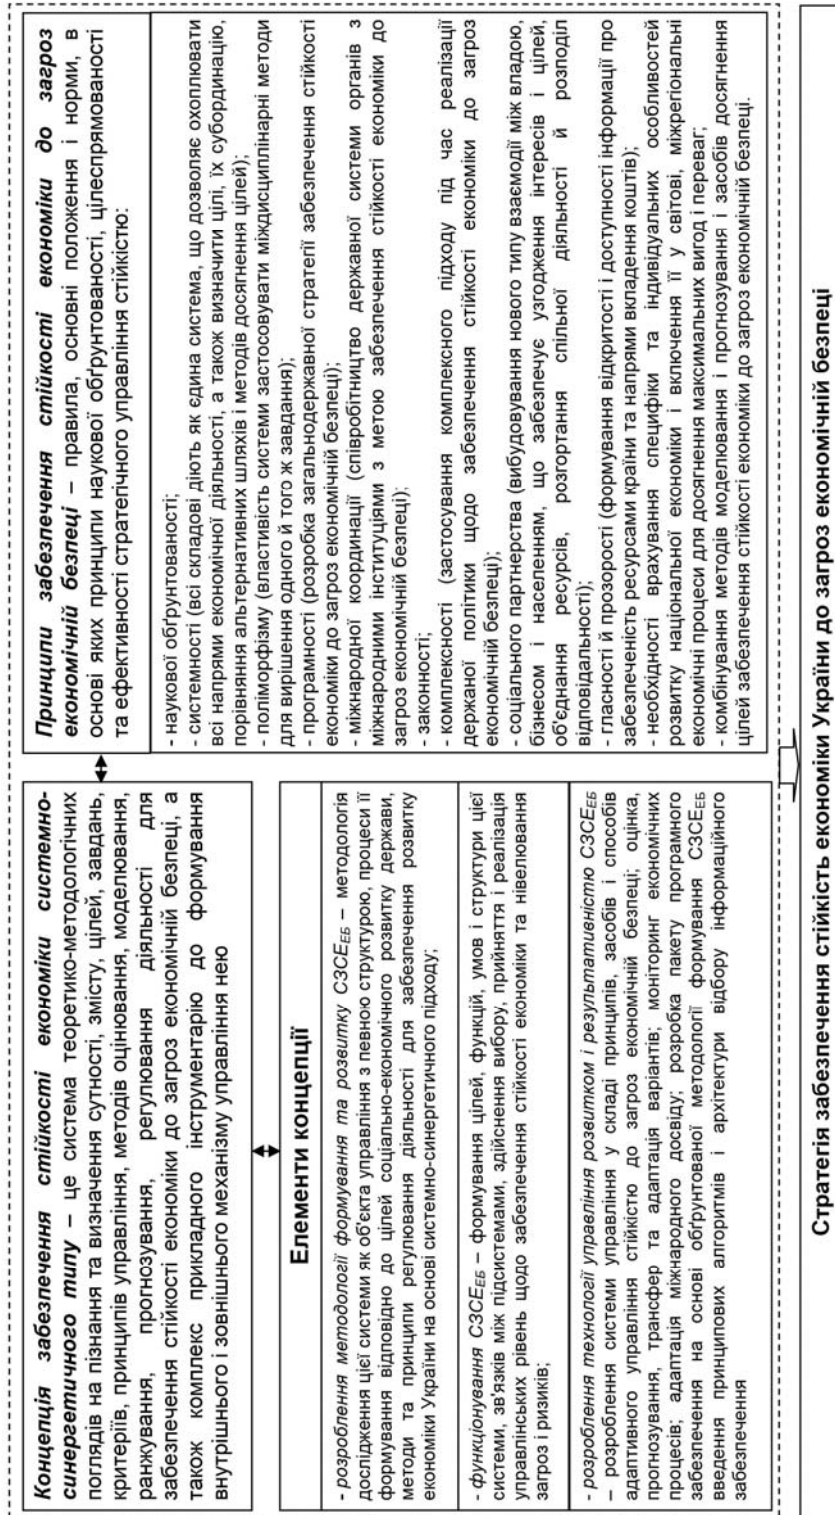 Концепція забезпечення стійкості економіки системно-
синергетичного типу – це система теоретико-методологічних
поглядів на пізнання та визначення сутності, змісту, цілей, завдань,
критеріїв, принципів управління, методів оцінювання, моделювання,
ранжування, прогнозування, регулювання діяльності для
забезпечення стійкості економіки до загроз економічній безпеці, а
також комплекс прикладного інструментарію до формування
внутрішнього і зовнішнього механізму управління нею
Елементи концепції
- розроблення методології формування та розвитку СЗСЕЕБ – методологія
дослідження цієї системи як об'єкта управління з певною структурою, процеси її
формування відповідно до цілей соціально-економічного розвитку держави,
методи та принципи регулювання діяльності для забезпечення розвитку
економіки України на основі системно-синергетичного підходу;
- функціонування СЗСЕЕБ – формування цілей, функцій, умов і структури цієї
системи, зв'язків між підсистемами, здійснення вибору, прийняття і реалізація
управлінських рівень щодо забезпечення стійкості економіки та нівелювання
загроз і ризиків;
- розроблення технології управління розвитком і результативністю СЗСЕЕБ
– розроблення системи управління у складі принципів, засобів і способів
адаптивного управління стійкістю до загроз економічній безпеці; оцінка,
прогнозування, трансфер та адаптація варіантів; моніторинг економічних
процесів; адаптація міжнародного досвіду; розробка пакету програмного
забезпечення на основі обґрунтованої методології формування СЗСЕЕБ
введення принципових алгоритмів і архітектури відбору інформаційного
забезпечення
Принципи забезпечення стійкості економіки до загроз
економічній безпеці – правила, основні положення і норми, в
основі яких принципи наукової обґрунтованості, цілеспрямованості
та ефективності стратегічного управління стійкістю:
- наукової обґрунтованості;
- системності (всі складові діють як єдина система, що дозволяє охоплювати
всі напрями економічної діяльності, а також визначити цілі, їх субординацію,
порівняння альтернативних шляхів і методів досягнення цілей);
- поліморфізму (властивість системи застосовувати міждисциплінарні методи
для вирішення одного й того ж завдання);
- програмності (розробка загальнодержавної стратегії забезпечення стійкості
економіки до загроз економічній безпеці);
- міжнародної координації (співробітництво державної системи органів з
міжнародними інституціями з метою забезпечення стійкості економіки до
загроз економічній безпеці);
- законності;
- комплексності (застосування комплексного підходу під час реалізації
держаної політики щодо забезпечення стійкості економіки до загроз
економічній безпеці);
- соціального партнерства (вибудовування нового типу взаємодії між владою,
бізнесом і населенням, що забезпечує узгодження інтересів і цілей,
об'єднання ресурсів, розгортання спільної діяльності й розподіл
відповідальності);
- гласності й прозорості (формування відкритості і доступності інформації про
забезпеченість ресурсами країни та напрями вкладення коштів);
- необхідності врахування специфіки та індивідуальних особливостей
розвитку національної економіки і включення її у світові, міжрегіональні
економічні процеси для досягнення максимальних вигод і переваг;
- комбінування методів моделювання і прогнозування і засобів досягнення
цілей забезпечення стійкості економіки до загроз економічній безпеці.
Стратегія забезпечення стійкість економіки України до загроз економічній безпеці